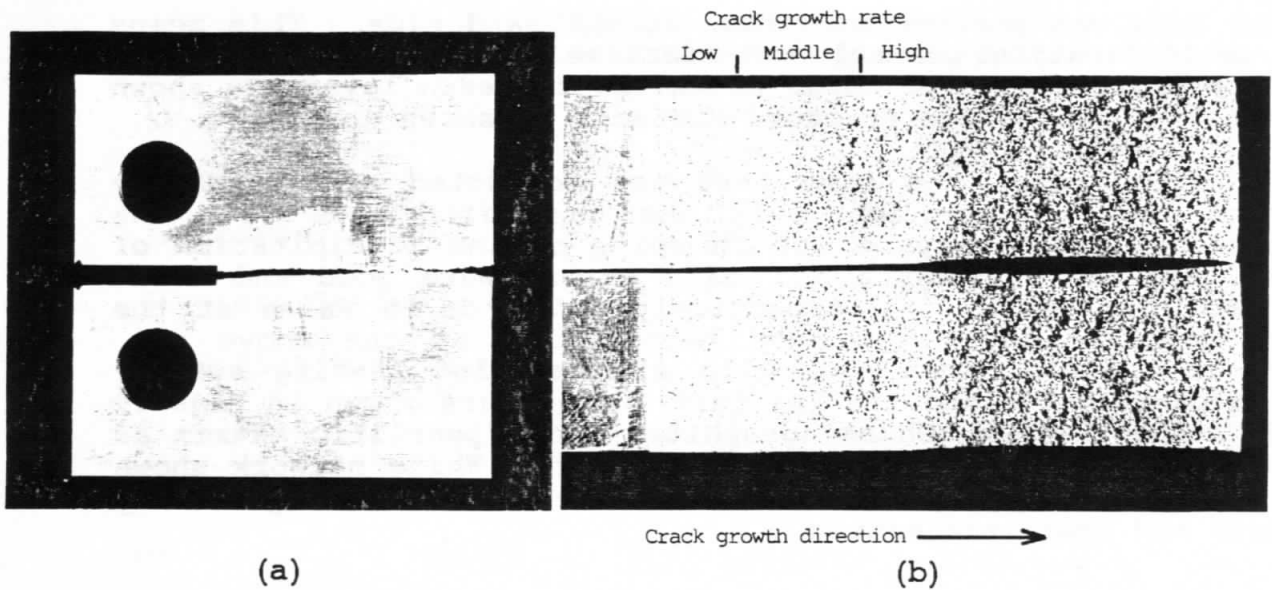 Crack growth rate
Low Middle High
Crack growth direction
(a)
(b)